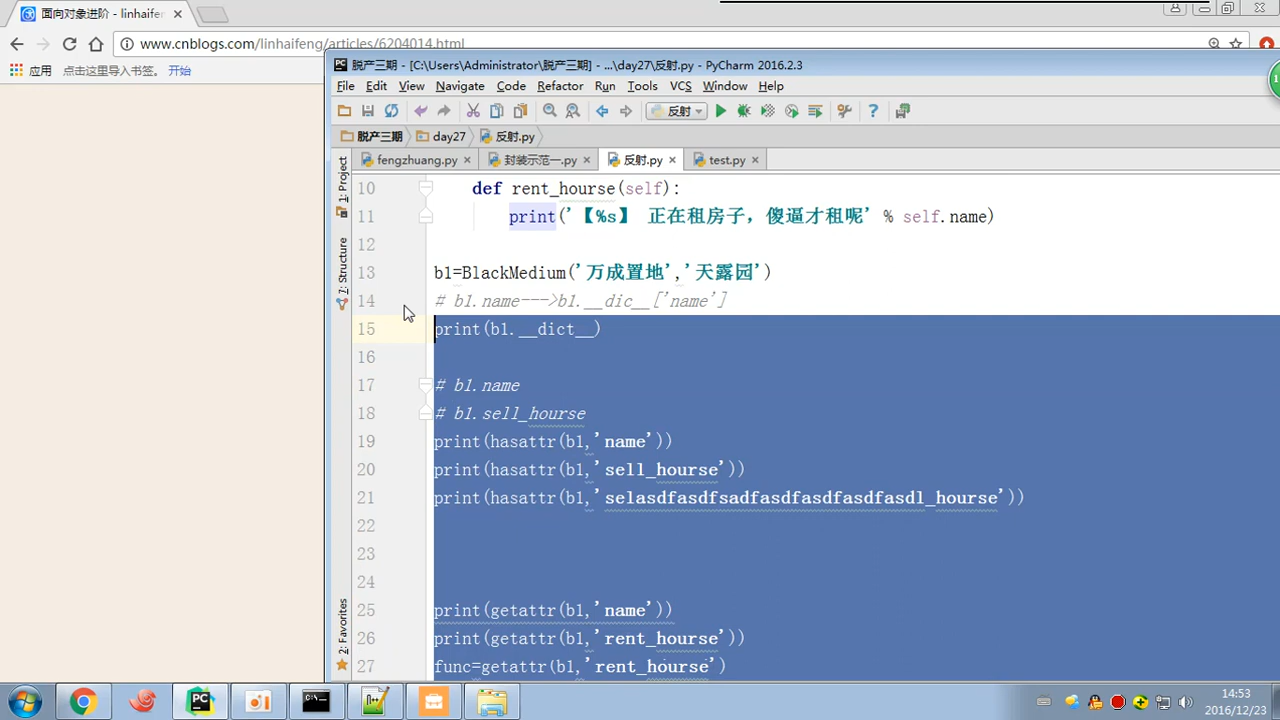 面向对象进阶 - linhaifen
www.cnblogs.com/linhaifeng/articles/6204014.html
应用 点击这里导入书签。 开始
脱产三期 - [C:\Users\Administrator\脱产三期] - ...\day27\反射.py - PyCharm 2016.2.3
File Edit View Navigate Code Refactor Run Tools VCS Window Help
反射
脱产三期 day27 反射.py
fengzhuang.py 封装示范一.py 反射.py test.py
1: Project
7: Structure
2: Favorites
10 def rent_hourse(self):
11 print('【%s】 正在租房子，傻逼才租呢' % self.name)
12
13 b1=BlackMedium('万成置地','天露园')
14 # b1.name--->b1.__dic__['name']
15 print(b1.__dict__)
16
17 # b1.name
18 # b1.sell_hourse
19 print(hasattr(b1,'name'))
20 print(hasattr(b1,'sell_hourse'))
21 print(hasattr(b1,'selasdfasdfsadfasdfasdfasdfasdl_hourse'))
22
23
24
25 print(getattr(b1,'name'))
26 print(getattr(b1,'rent_hourse'))
27 func=getattr(b1,'rent_hourse')
14:53
2016/12/23